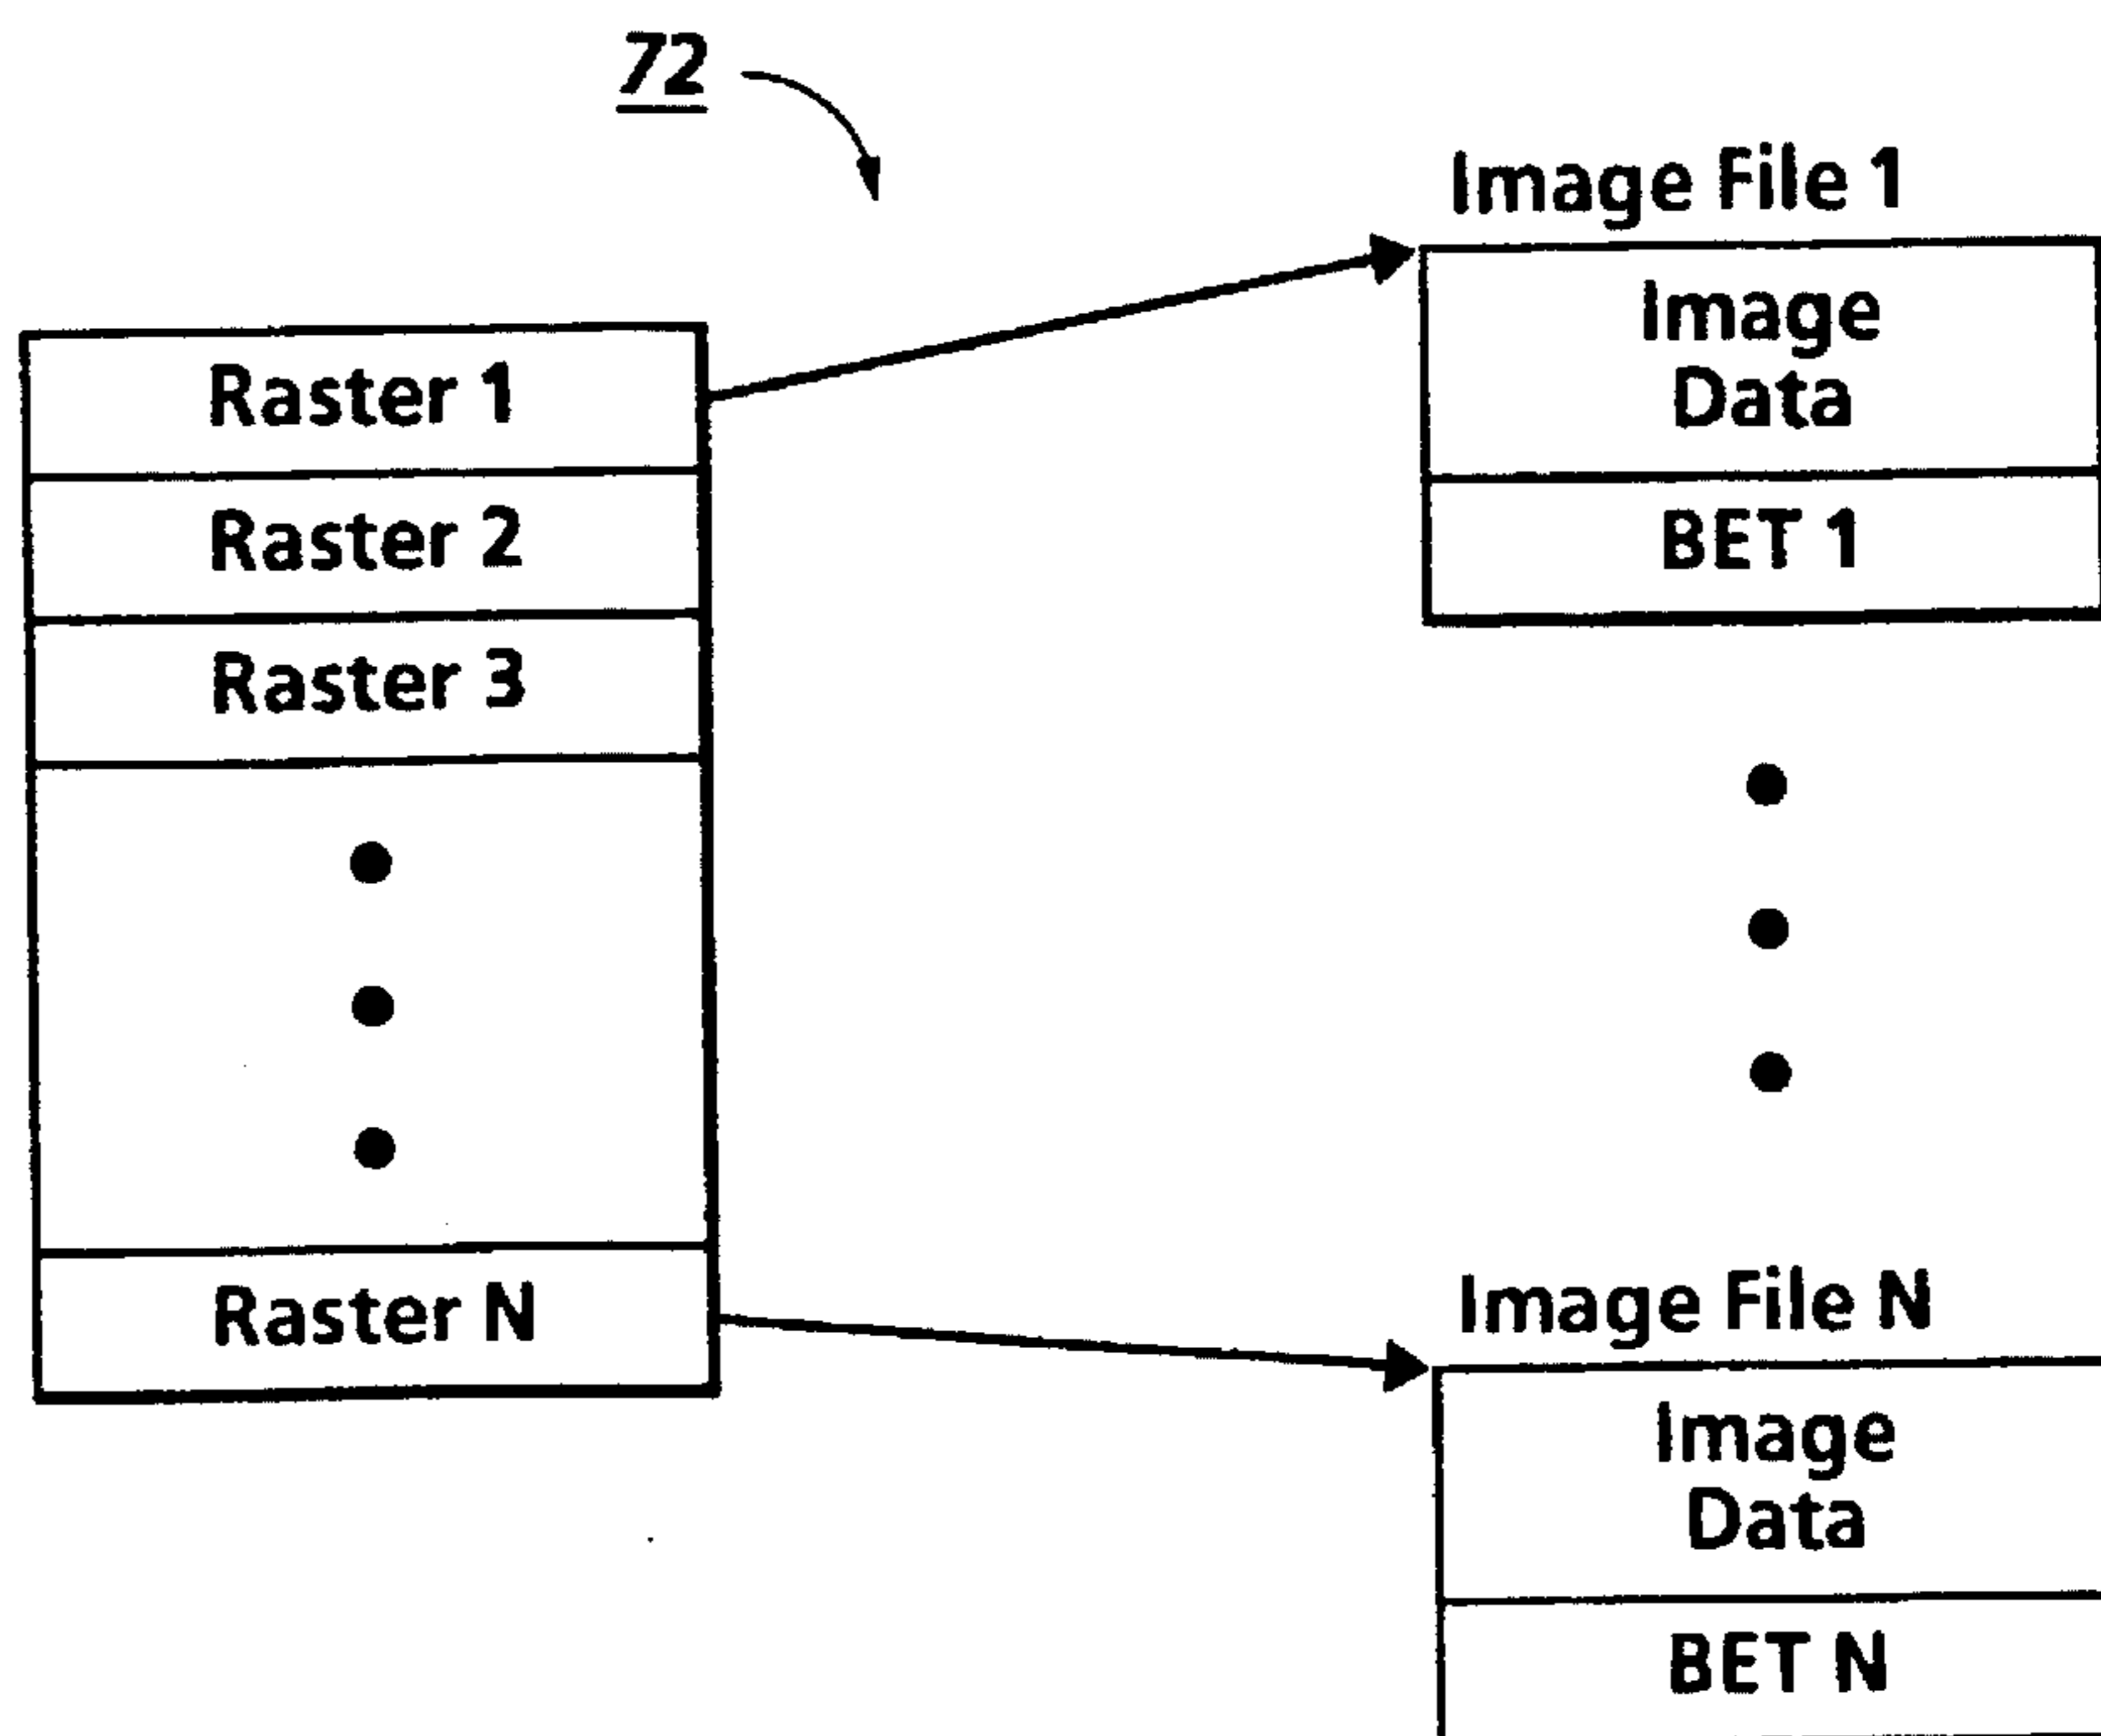 72
Raster 1
Raster 2
Raster 3
Raster N
Image File 1
Image
Data
BET 1
Image File N
Image
Data
BET N